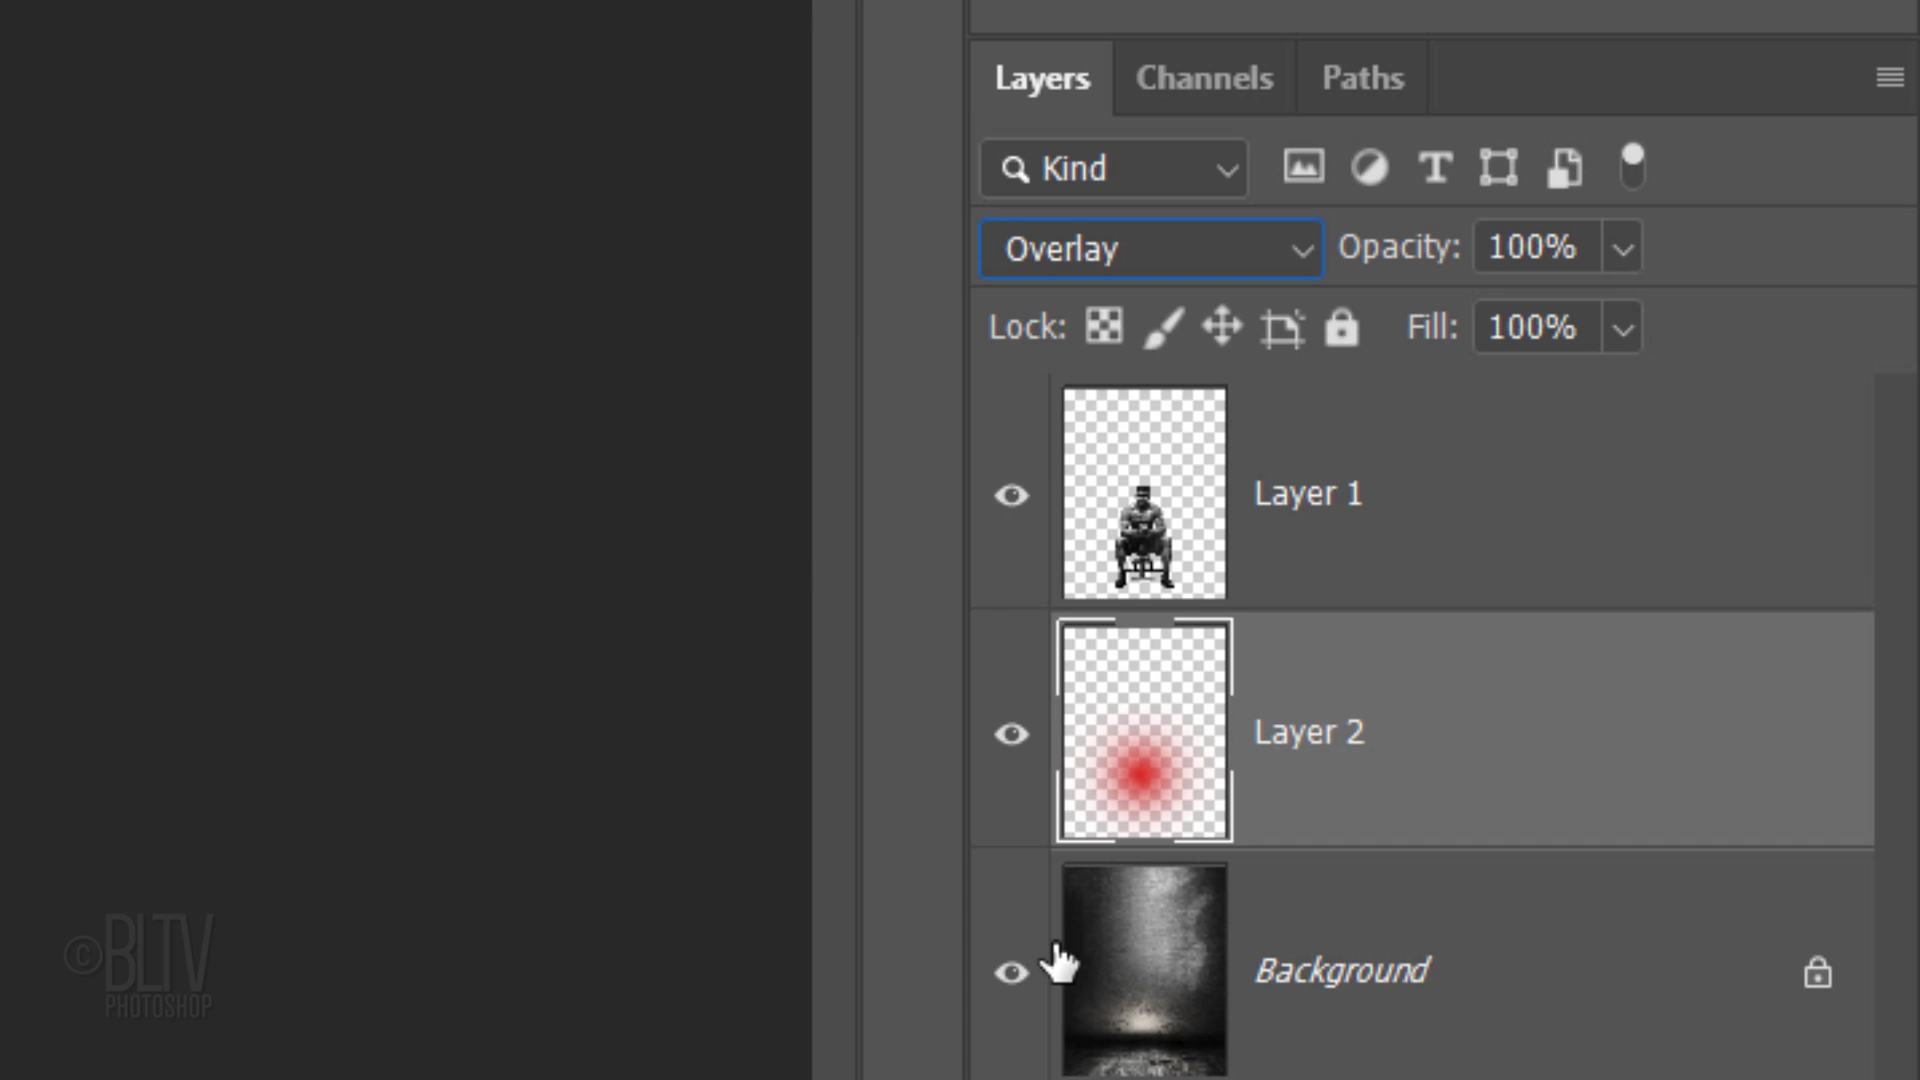 Layers Channels Paths
Kind
Overlay Opacity: 100%
Lock: Fill: 100%
Layer 1
Layer 2
Background
©BLTV
PHOTOSHOP